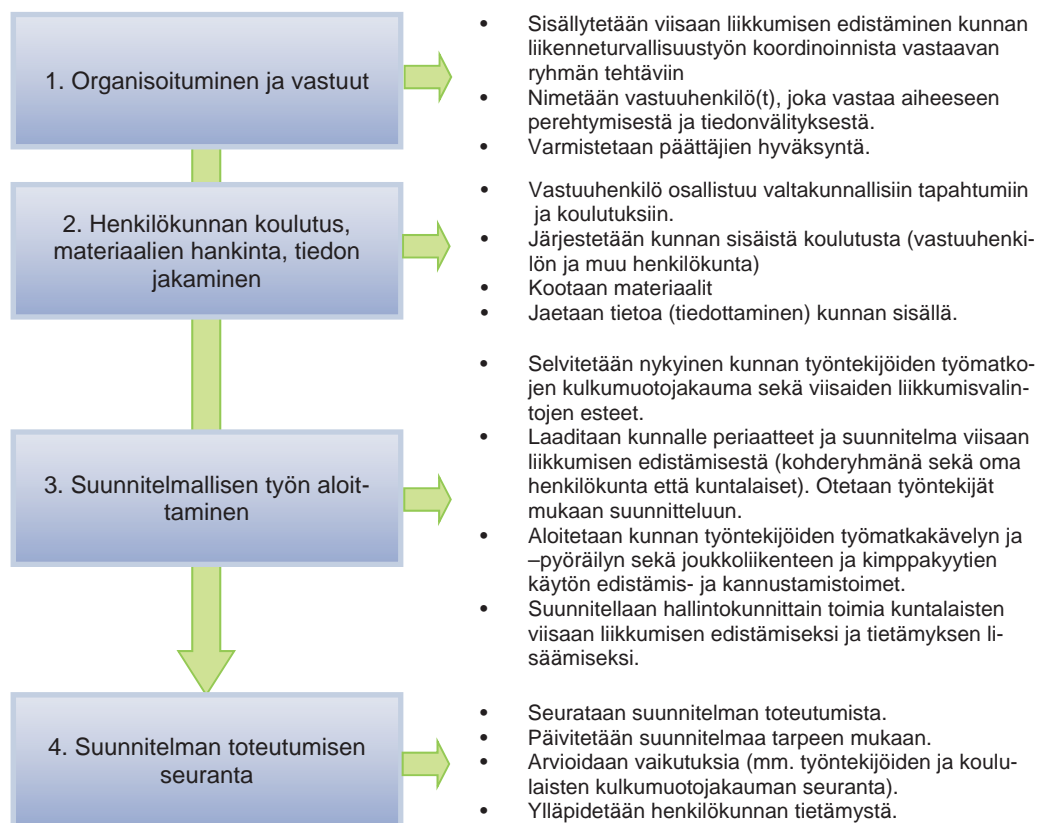 1. Organisoituminen ja vastuut
• Sisällytetään viisaan liikkumisen edistäminen kunnan
liikenneturvallisuustyön koordinoinnista vastaavan
ryhmän tehtäviin
• Nimetään vastuuhenkilö(t), joka vastaa aiheeseen
perehtymisestä ja tiedonvälityksestä.
• Varmistetaan päättäjien hyväksyntä.
2. Henkilökunnan koulutus,
materiaalien hankinta, tiedon
jakaminen
• Vastuuhenkilö osallistuu valtakunnallisiin tapahtumiin
ja koulutuksiin.
• Järjestetään kunnan sisäistä koulutusta (vastuuhenki-
lön ja muu henkilökunta)
• Kootaan materiaalit
• Jaetaan tietoa (tiedottaminen) kunnan sisällä.
3. Suunnitelmallisen työn aloit-
taminen
• Selvitetään nykyinen kunnan työntekijöiden työmatko-
jen kulkumuotojakauma sekä viisaiden liikkumisvalin-
tojen esteet.
• Laaditaan kunnalle periaatteet ja suunnitelma viisaan
liikkumisen edistämisestä (kohderyhmänä sekä oma
henkilökunta että kuntalaiset). Otetaan työntekijät
mukaan suunnitteluun.
• Aloitetaan kunnan työntekijöiden työmatkakävelyn ja
–pyöräilyn sekä joukkoliikenteen ja kimppakyytien
käytön edistämis- ja kannustamistoimet.
• Suunnitellaan hallintokunnittain toimia kuntalaisten
viisaan liikkumisen edistämiseksi ja tietämyksen li-
säämiseksi.
4. Suunnitelman toteutumisen
seuranta
• Seurataan suunnitelman toteutumista.
• Päivitetään suunnitelmaa tarpeen mukaan.
• Arvioidaan vaikutuksia (mm. työntekijöiden ja koulu-
laisten kulkumuotojakauman seuranta).
• Ylläpidetään henkilökunnan tietämystä.